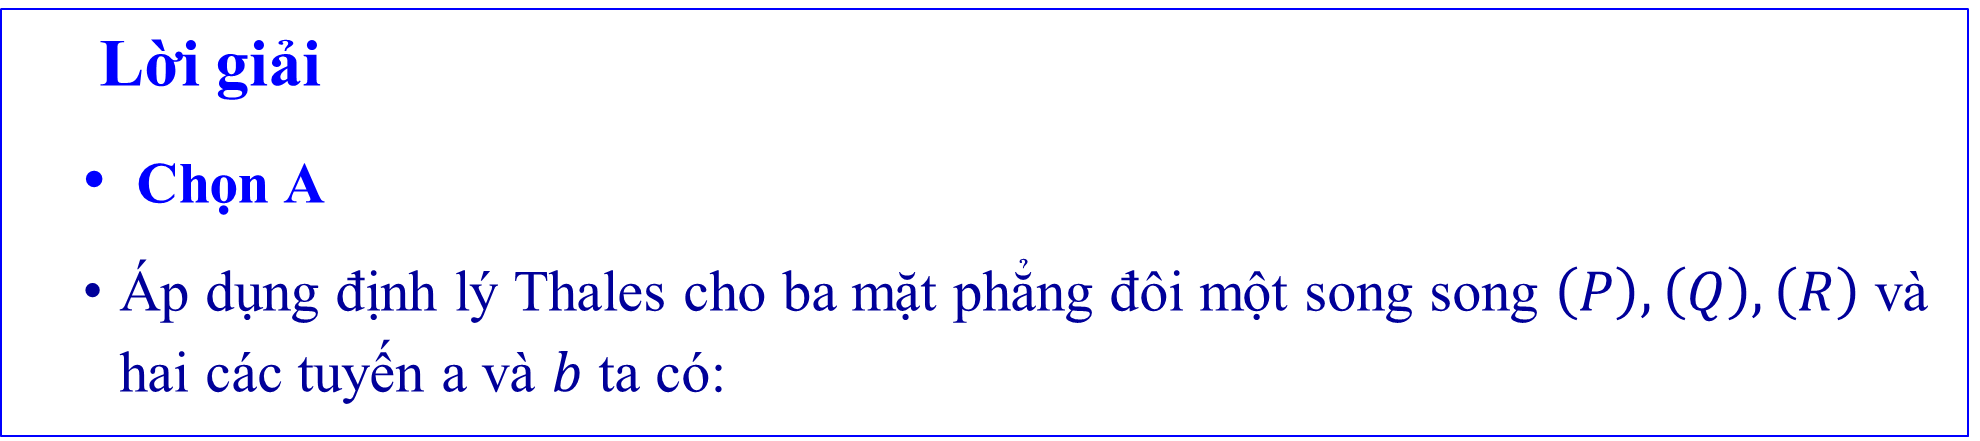 Lời giải
• Chọn A
• Áp dụng định lý Thales cho ba mặt phẳng đôi một song song (P), (Q), (R) và
hai các tuyến a và b ta có: